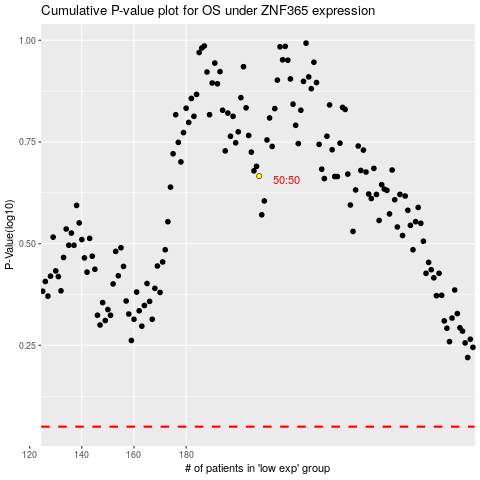 Cumulative P-value plot for OS under ZNF365 expression
P-Value(log10)
1.00
0.75
0.50
0.25
50:50
120 140 160 180
# of patients in 'low exp' group